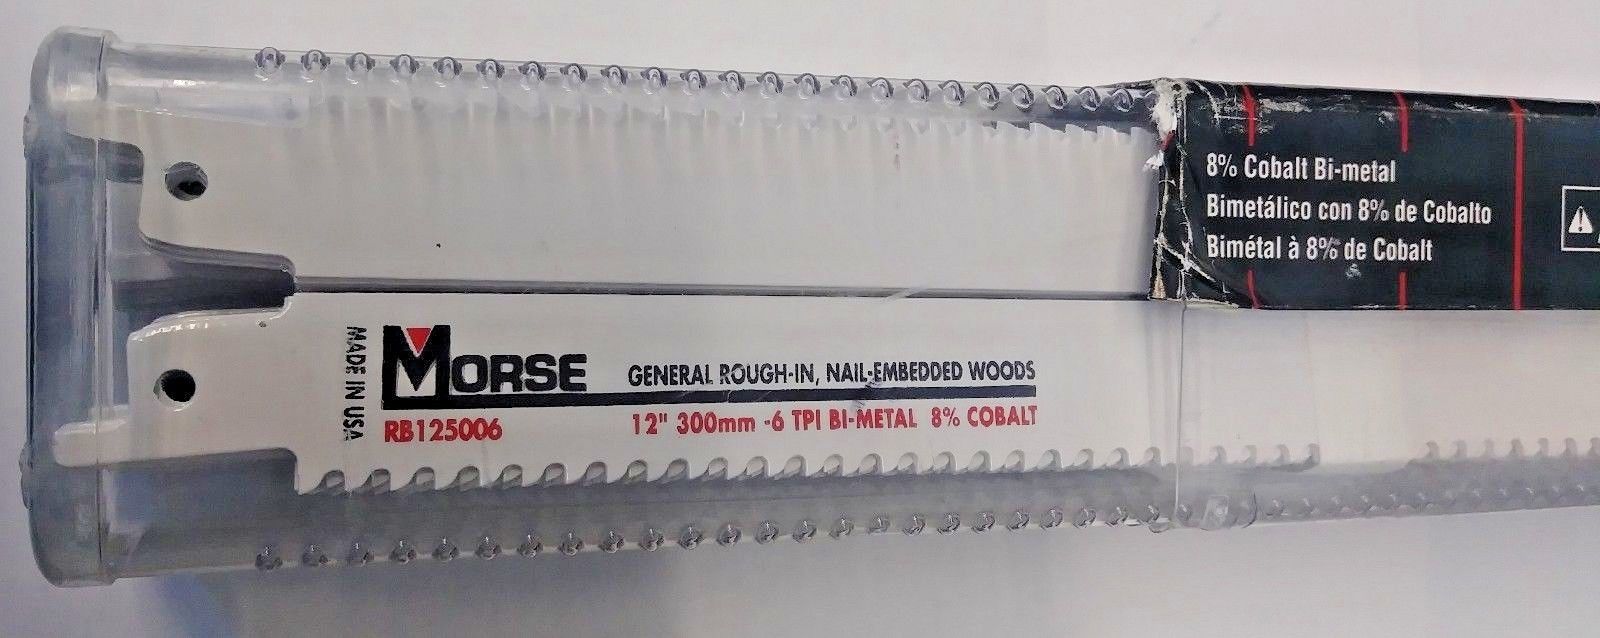 8% Cobalt Bi-metal
Bimetálico con 8% de Cobalto
Bimétal à 8% de Cobalt
MADE IN USA
MORSE
GENERAL ROUGH-IN, NAIL-EMBEDDED WOODS
RB125006
12" 300mm -6 TPI BI-METAL 8% COBALT